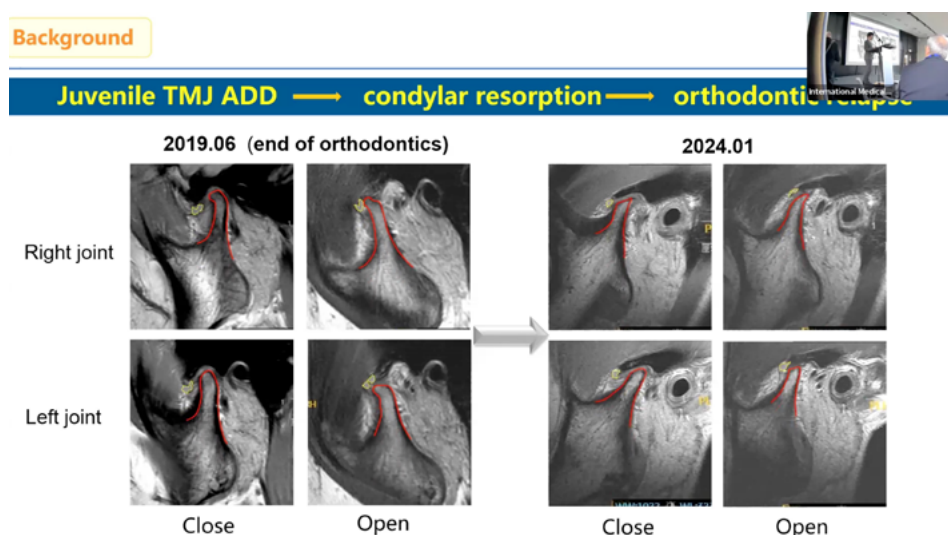 Background
International Medical
Juvenile TMJ ADD → condylar resorption → orthodontic relapse
2019.06 (end of orthodontics)
2024.01
Right joint
Left joint
Close
Open
Close
Open